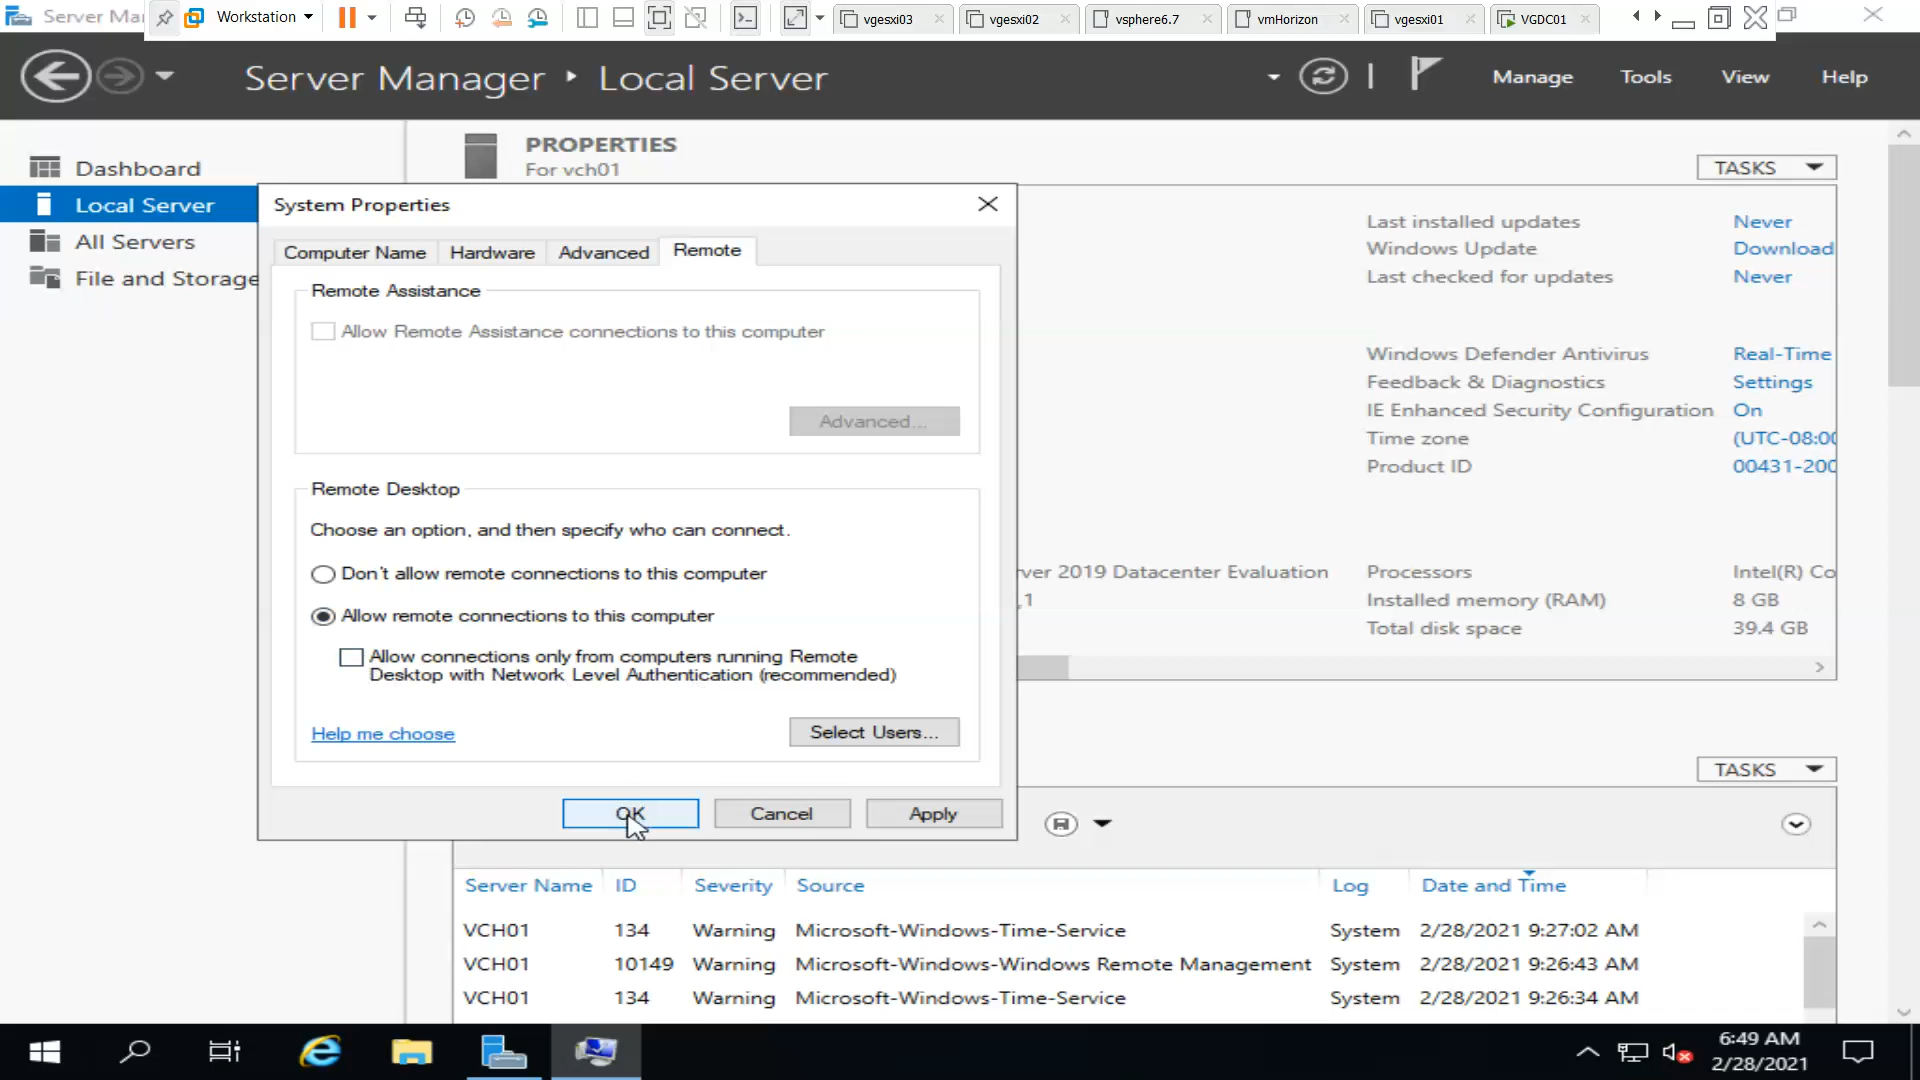 Server Ma
Workstation
vgesxi03
vgesxi02
vsphere6.7
vmHorizon
vgesxi01
VGDC01
Server Manager
Local Server
Manage
Tools
View
Help
Dashboard
Local Server
All Servers
File and Storage
PROPERTIES
For vch01
TASKS
System Properties
Computer Name
Hardware
Advanced
Remote
Remote Assistance
Allow Remote Assistance connections to this computer
Advanced...
Remote Desktop
Choose an option, and then specify who can connect.
Don't allow remote connections to this computer
Allow remote connections to this computer
Allow connections only from computers running Remote
Desktop with Network Level Authentication (recommended)
Help me choose
Select Users...
OK
Cancel
Apply
Last installed updates Never
Windows Update Download
Last checked for updates Never
Windows Defender Antivirus Real-Time
Feedback & Diagnostics Settings
IE Enhanced Security Configuration On
Time zone (UTC-08:00
Product ID 00431-200
ver 2019 Datacenter Evaluation Processors Intel(R) Co
,1 Installed memory (RAM) 8 GB
Total disk space 39.4 GB
TASKS
Server Name ID Severity Source Log Date and Time
VCH01 134 Warning Microsoft-Windows-Time-Service System 2/28/2021 9:27:02 AM
VCH01 10149 Warning Microsoft-Windows-Windows Remote Management System 2/28/2021 9:26:43 AM
VCH01 134 Warning Microsoft-Windows-Time-Service System 2/28/2021 9:26:34 AM
6:49 AM
2/28/2021